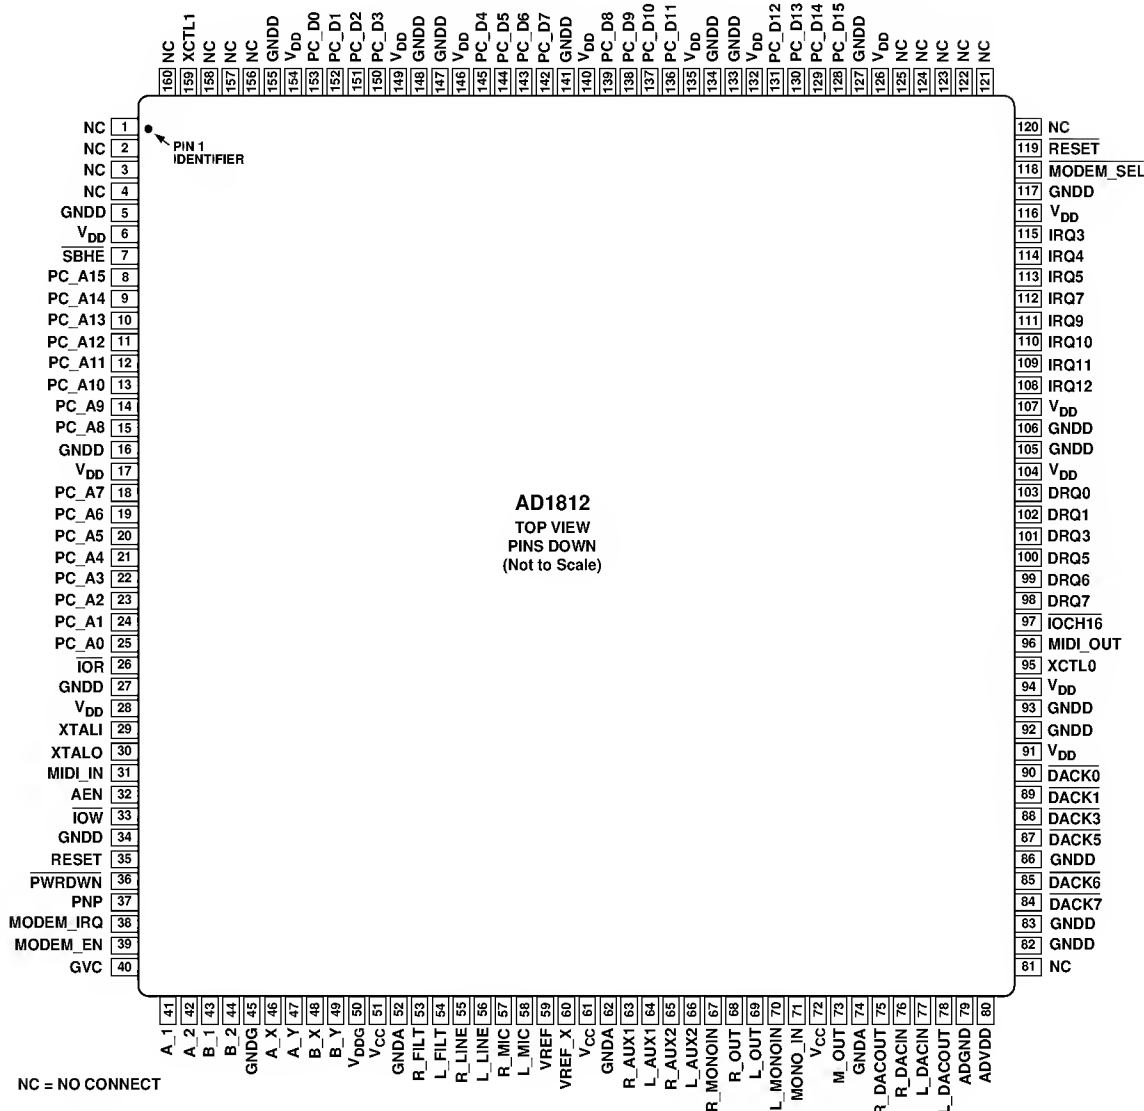 160 NC
159 XCTL1
158 NC
157 NC
156 NC
155 GNDD
154 VDD
153 PC_D0
152 PC_D1
151 PC_D2
150 PC_D3
149 VDD
148 GNDD
147 GNDD
146 VDD
145 PC_D4
144 PC_D5
143 PC_D6
142 PC_D7
141 GNDD
140 VDD
139 PC_D8
138 PC_D9
137 PC_D10
136 PC_D11
135 VDD
134 GNDD
133 GNDD
132 VDD
131 PC_D12
130 PC_D13
129 PC_D14
128 PC_D15
127 GNDD
126 VDD
125 NC
124 NC
123 NC
122 NC
121 NC
NC 1
NC 2
NC 3
NC 4
GNDD 5
VDD 6
SBHE 7
PC_A15 8
PC_A14 9
PC_A13 10
PC_A12 11
PC_A11 12
PC_A10 13
PC_A9 14
PC_A8 15
GNDD 16
VDD 17
PC_A7 18
PC_A6 19
PC_A5 20
PC_A4 21
PC_A3 22
PC_A2 23
PC_A1 24
PC_A0 25
IOR 26
GNDD 27
VDD 28
XTALI 29
XTALO 30
MIDI_IN 31
AEN 32
IOW 33
GNDD 34
RESET 35
PWRDWN 36
PNP 37
MODEM_IRQ 38
MODEM_EN 39
GVC 40
PIN 1
IDENTIFIER
AD1812
TOP VIEW
PINS DOWN
(Not to Scale)
120 NC
119 RESET
118 MODEM_SEL
117 GNDD
116 VDD
115 IRQ3
114 IRQ4
113 IRQ5
112 IRQ7
111 IRQ9
110 IRQ10
109 IRQ11
108 IRQ12
107 VDD
106 GNDD
105 GNDD
104 VDD
103 DRQ0
102 DRQ1
101 DRQ3
100 DRQ5
99 DRQ6
98 DRQ7
97 IOCH16
96 MIDI_OUT
95 XCTL0
94 VDD
93 GNDD
92 GNDD
91 VDD
90 DACK0
89 DACK1
88 DACK3
87 DACK5
86 GNDD
85 DACK6
84 DACK7
83 GNDD
82 GNDD
81 NC
A_1 41
A_2 42
B_1 43
B_2 44
GNDG 45
A_X 46
A_Y 47
B_X 48
B_Y 49
VDDG 50
VCC 51
GNDA 52
R_FILT 53
L_FILT 54
R_LINE 55
L_LINE 56
R_MIC 57
L_MIC 58
VREF 59
VREF_X 60
VCC 61
GNDA 62
R_AUX1 63
L_AUX1 64
R_AUX2 65
L_AUX2 66
R_MONOIN 67
R_OUT 68
L_OUT 69
L_MONOIN 70
MONO_IN 71
VCC 72
M_OUT 73
GNDA 74
R_DACOUT 75
R_DACIN 76
L_DACIN 77
L_DACOUT 78
ADGND 79
ADVDD 80
NC = NO CONNECT